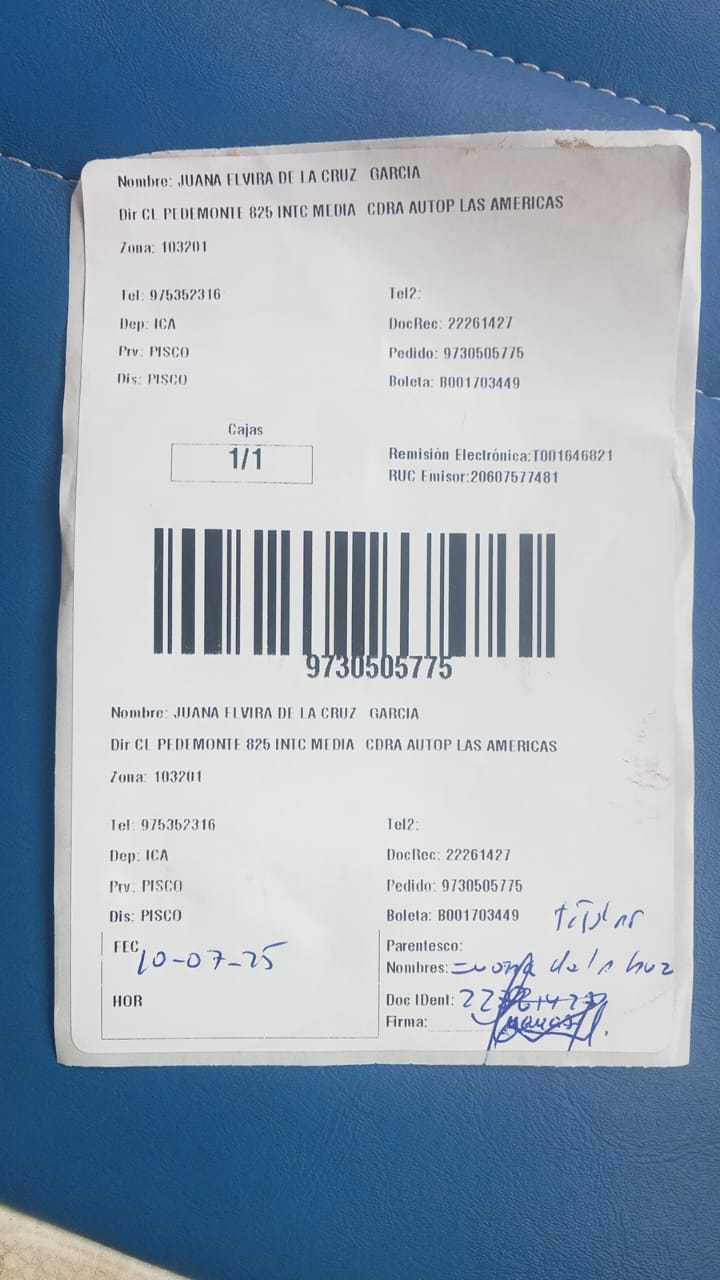 Nombre: JUANA ELVIRA DE LA CRUZ GARCIA
Dir CL PEDEMONTE 825 INTC MEDIA CDRA AUTOP LAS AMERICAS
Zona: 103201
Tel: 975352316 Tel2:
Dep: ICA DocRec: 22261427
Prv: PISCO Pedido: 9730505775
Dis: PISCO Boleta: B001703449
Cajas
1/1
Remisión Electrónica:T001646821
RUC Emisor:20607577481
9730505775
Nombre: JUANA ELVIRA DE LA CRUZ GARCIA
Dir CL PEDEMONTE 825 INTC MEDIA CDRA AUTOP LAS AMERICAS
Zona: 103201
Tel: 975352316 Tel2:
Dep: ICA DocRec: 22261427
Prv: PISCO Pedido: 9730505775
Dis: PISCO Boleta: B001703449
titular
FEC 10-07-25 Parentesco:
Nombres: Juana de la Cruz
HOR Doc IDent:
Firma: